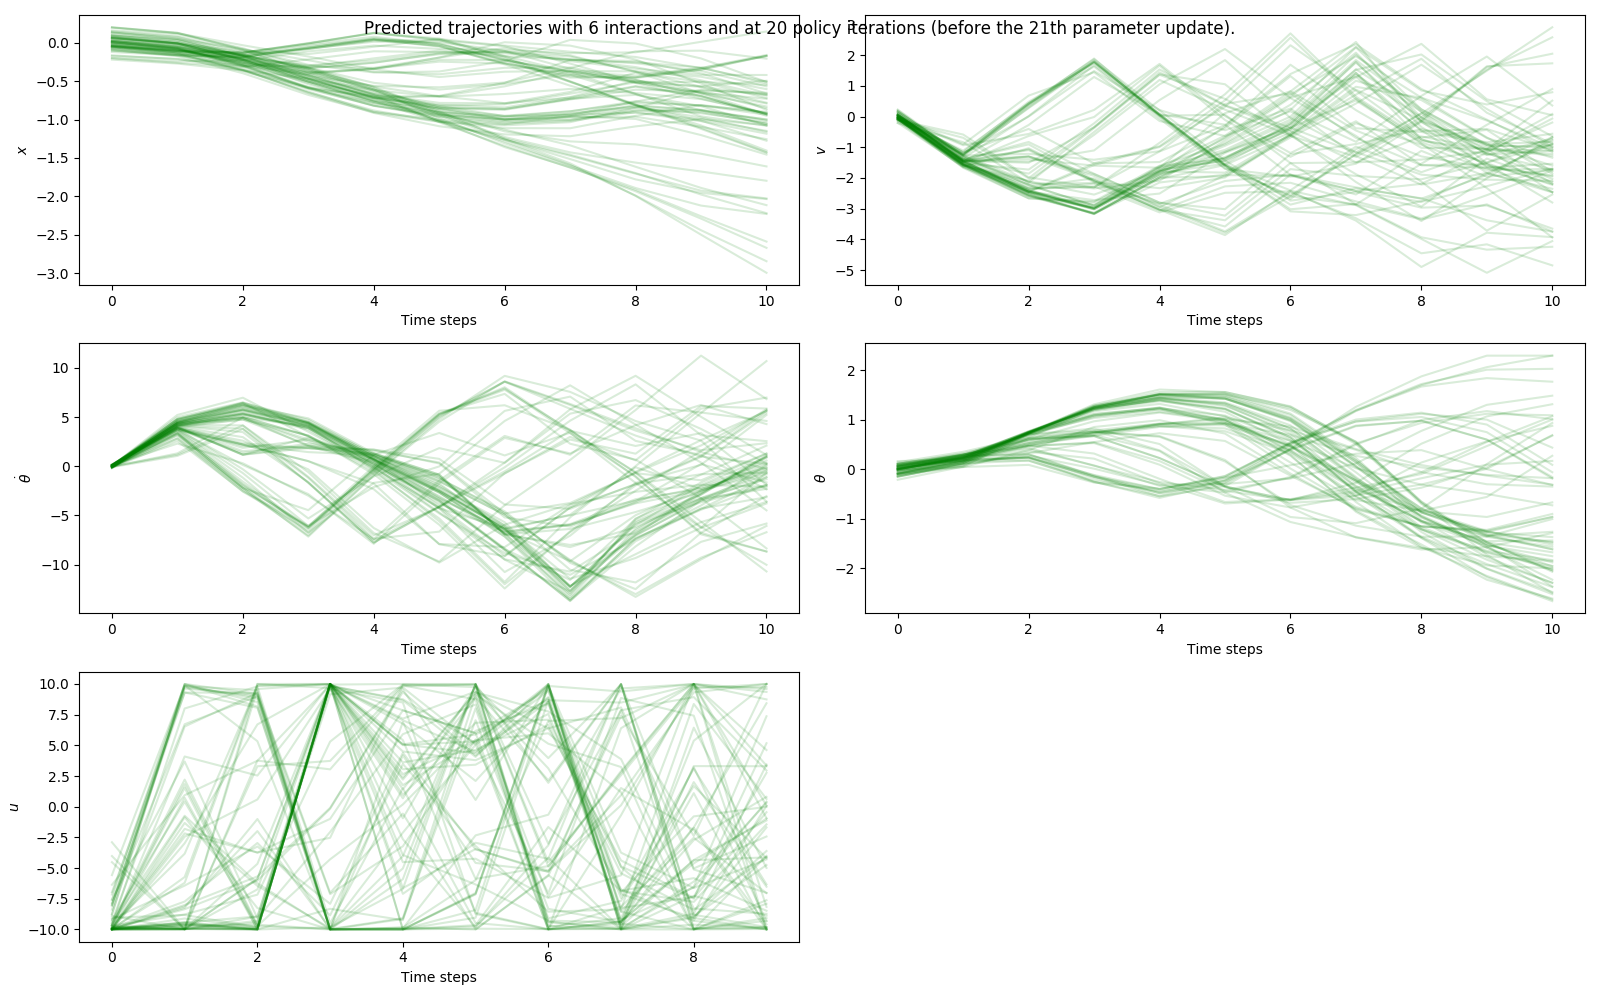 Predicted trajectories with 6 interactions and at 20 policy iterations (before the 21th parameter update).
0.0
−0.5
−1.0
−1.5
−2.0
−2.5
−3.0
x
0 2 4 6 8 10
Time steps
3
2
1
0
−1
−2
−3
−4
−5
v
0 2 4 6 8 10
Time steps
10
5
0
−5
−10
θ̇
0 2 4 6 8 10
Time steps
2
1
0
−1
−2
θ
0 2 4 6 8 10
Time steps
10.0
7.5
5.0
2.5
0.0
−2.5
−5.0
−7.5
−10.0
u
0 2 4 6 8
Time steps